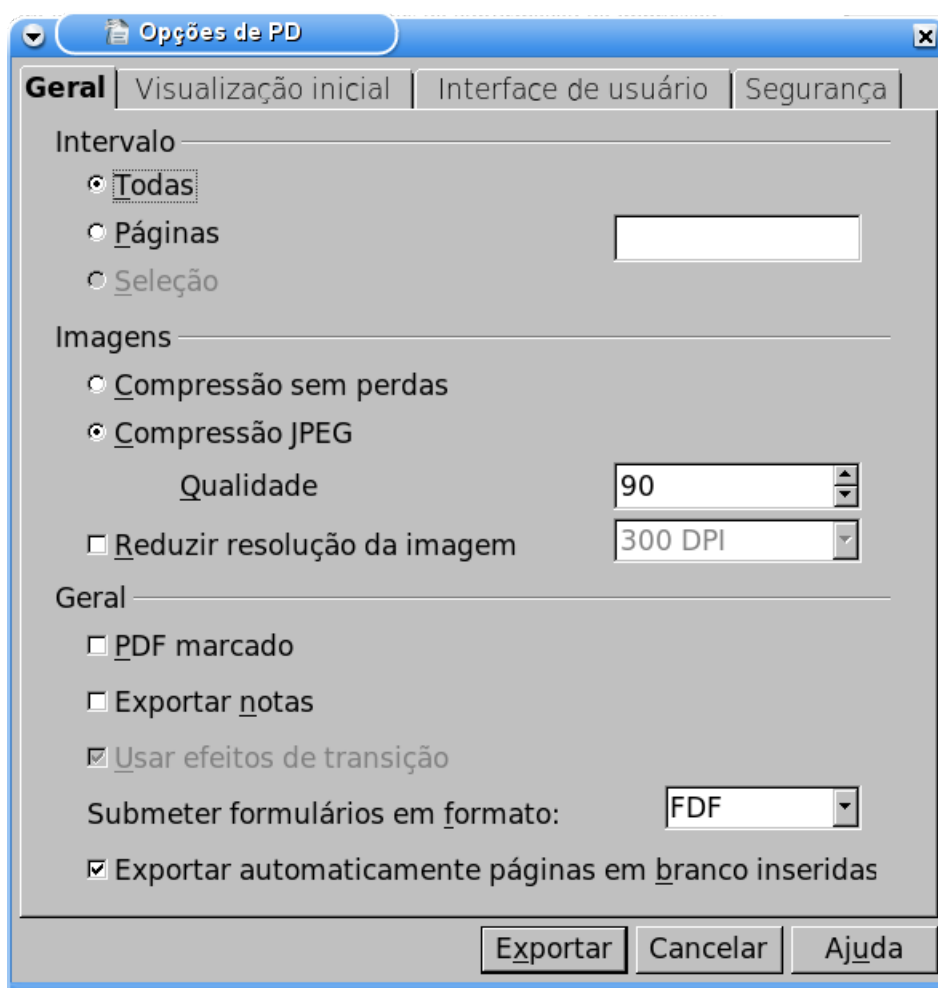 Opções de PD
Geral Visualização inicial Interface de usuário Segurança
Intervalo
Todas
Páginas
Seleção
Imagens
Compressão sem perdas
Compressão JPEG
Qualidade 90
Reduzir resolução da imagem 300 DPI
Geral
PDF marcado
Exportar notas
Usar efeitos de transição
Submeter formulários em formato: FDF
Exportar automaticamente páginas em branco inseridas
Exportar Cancelar Ajuda